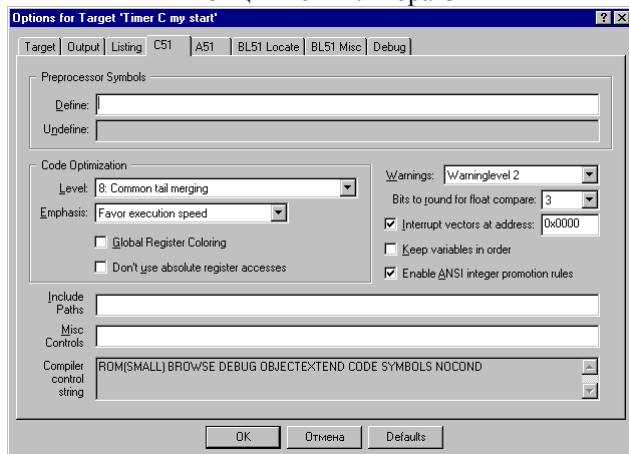 Options for Target 'Timer C my start'
Target Output Listing C51 A51 BL51 Locate BL51 Misc Debug
Preprocessor Symbols
Define:
Undefine:
Code Optimization
Level: 8: Common tail merging
Emphasis: Favor execution speed
Global Register Coloring
Don't use absolute register accesses
Warnings: Warninglevel 2
Bits to round for float compare: 3
Interrupt vectors at address: 0x0000
Keep variables in order
Enable ANSI integer promotion rules
Include Paths
Misc Controls
Compiler control string
ROM(SMALL) BROWSE DEBUG OBJECTEXTEND CODE SYMBOLS NOCOND
OK Отмена Defaults